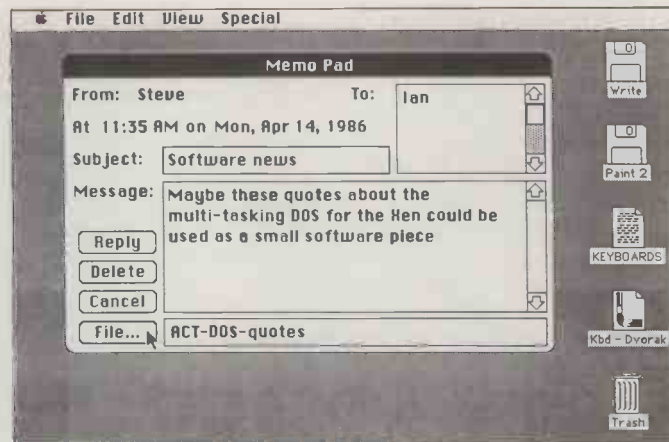 File Edit View Special
Memo Pad
From: Steve To: Ian
At 11:35 AM on Mon, Apr 14, 1986
Subject: Software news
Message: Maybe these quotes about the
multi-tasking DOS for the Xen could be
used as a small software piece
Reply
Delete
Cancel
File... ACT-DOS-quotes
Write
Paint 2
KEYBOARDS
Kbd - Dvorak
Trash